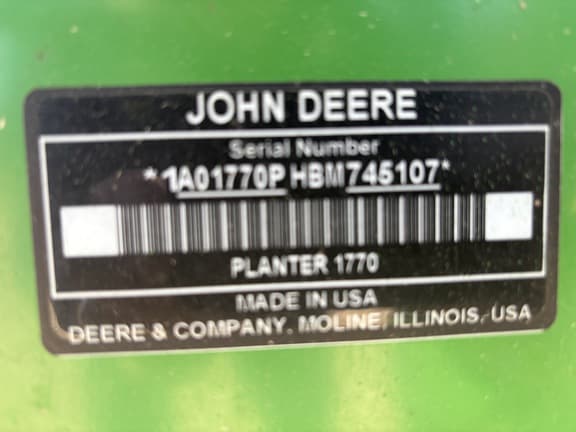 JOHN DEERE
Serial Number
*1A01770PHBM745107*
PLANTER 1770
MADE IN USA
DEERE & COMPANY, MOLINE, ILLINOIS, USA